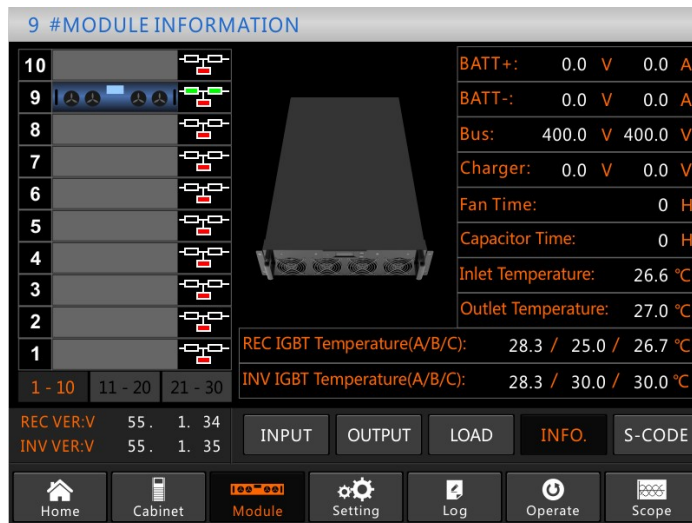 9 #MODULE INFORMATION
10
9
8
7
6
5
4
3
2
1
1 - 10 11 - 20 21 - 30
REC VER:V 55. 1. 34
INV VER:V 55. 1. 35
BATT+: 0.0 V 0.0 A
BATT-: 0.0 V 0.0 A
Bus: 400.0 V 400.0 V
Charger: 0.0 V 0.0 V
Fan Time: 0 H
Capacitor Time: 0 H
Inlet Temperature: 26.6 ℃
Outlet Temperature: 27.0 ℃
REC IGBT Temperature(A/B/C): 28.3 / 25.0 / 26.7 ℃
INV IGBT Temperature(A/B/C): 28.3 / 30.0 / 30.0 ℃
INPUT OUTPUT LOAD INFO. S-CODE
Home Cabinet Module Setting Log Operate Scope